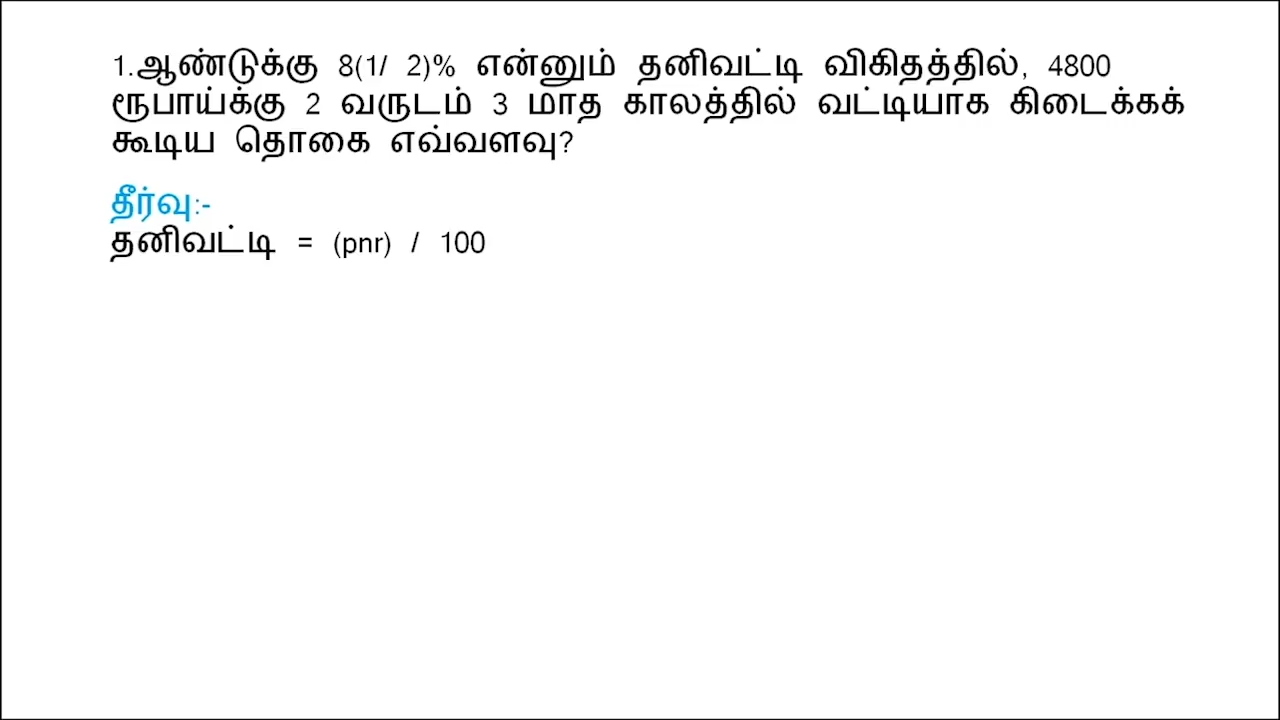 1.ஆண்டுக்கு 8(1/ 2)% என்னும் தனிவட்டி விகிதத்தில், 4800
ரூபாய்க்கு 2 வருடம் 3 மாத காலத்தில் வட்டியாக கிடைக்கக்
கூடிய தொகை எவ்வளவு?
தீர்வு:-
தனிவட்டி = (pnr) / 100